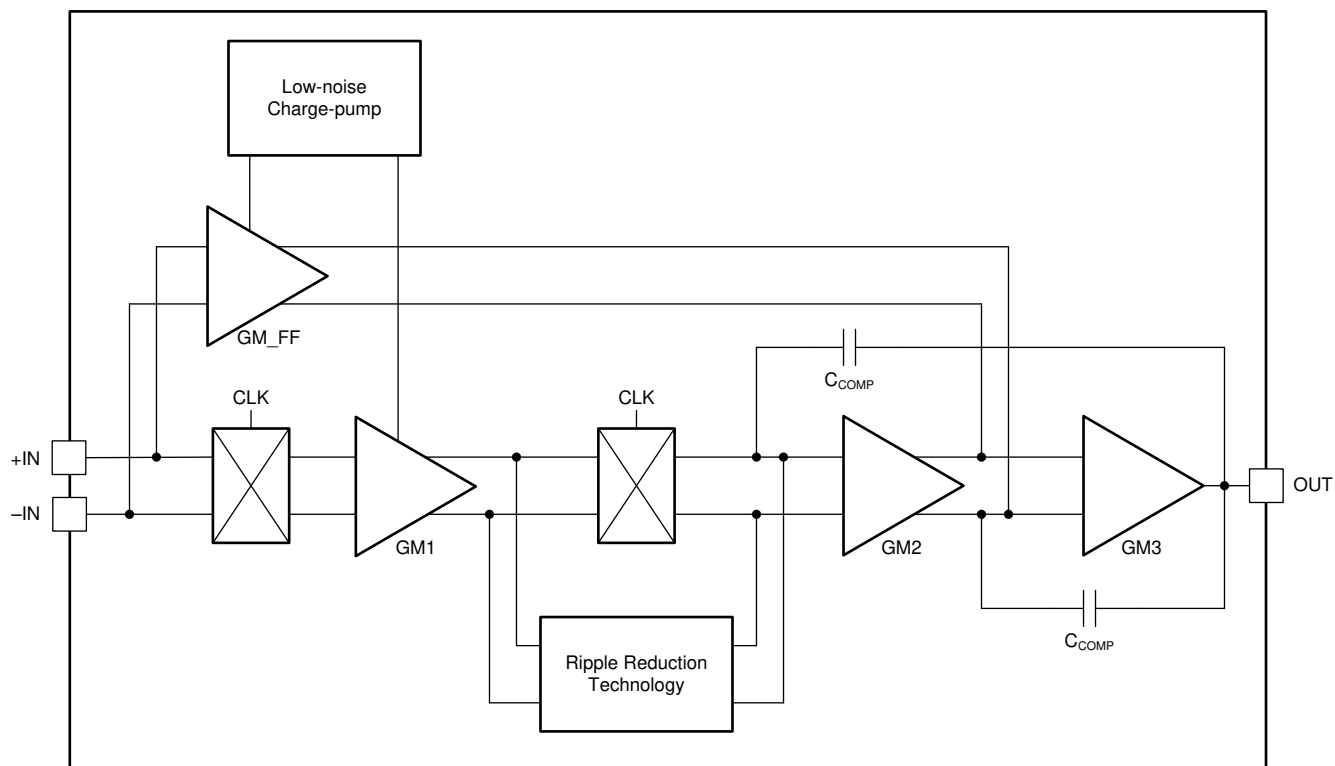 Low-noise
Charge-pump
GM_FF
C_COMP
CLK
CLK
+IN
–IN
OUT
GM1
GM2
GM3
C_COMP
Ripple Reduction
Technology